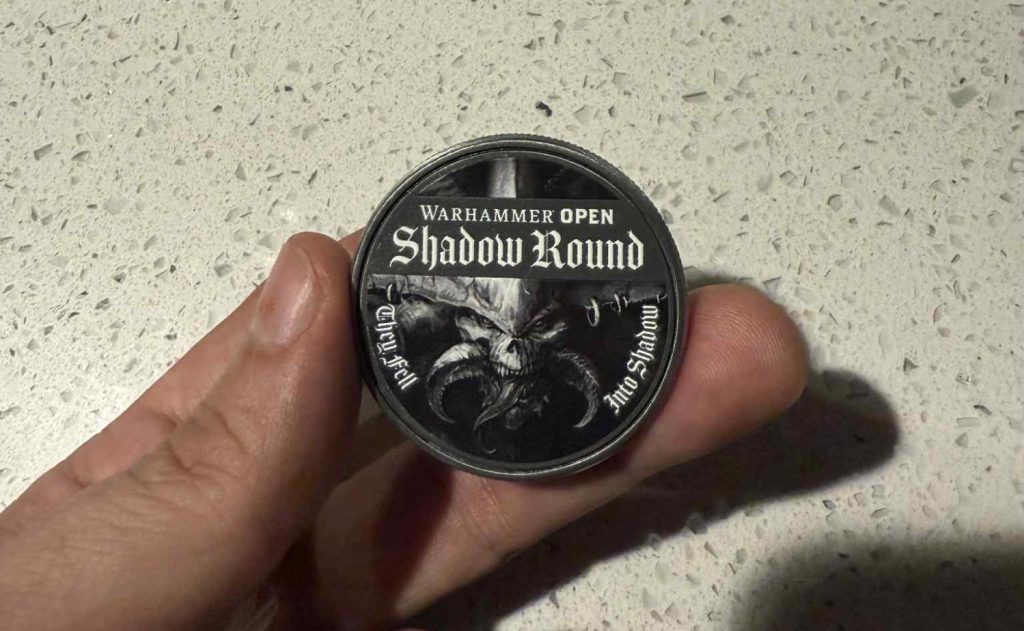 WARHAMMER OPEN
Shadow Round
They Fell
Into Shadow